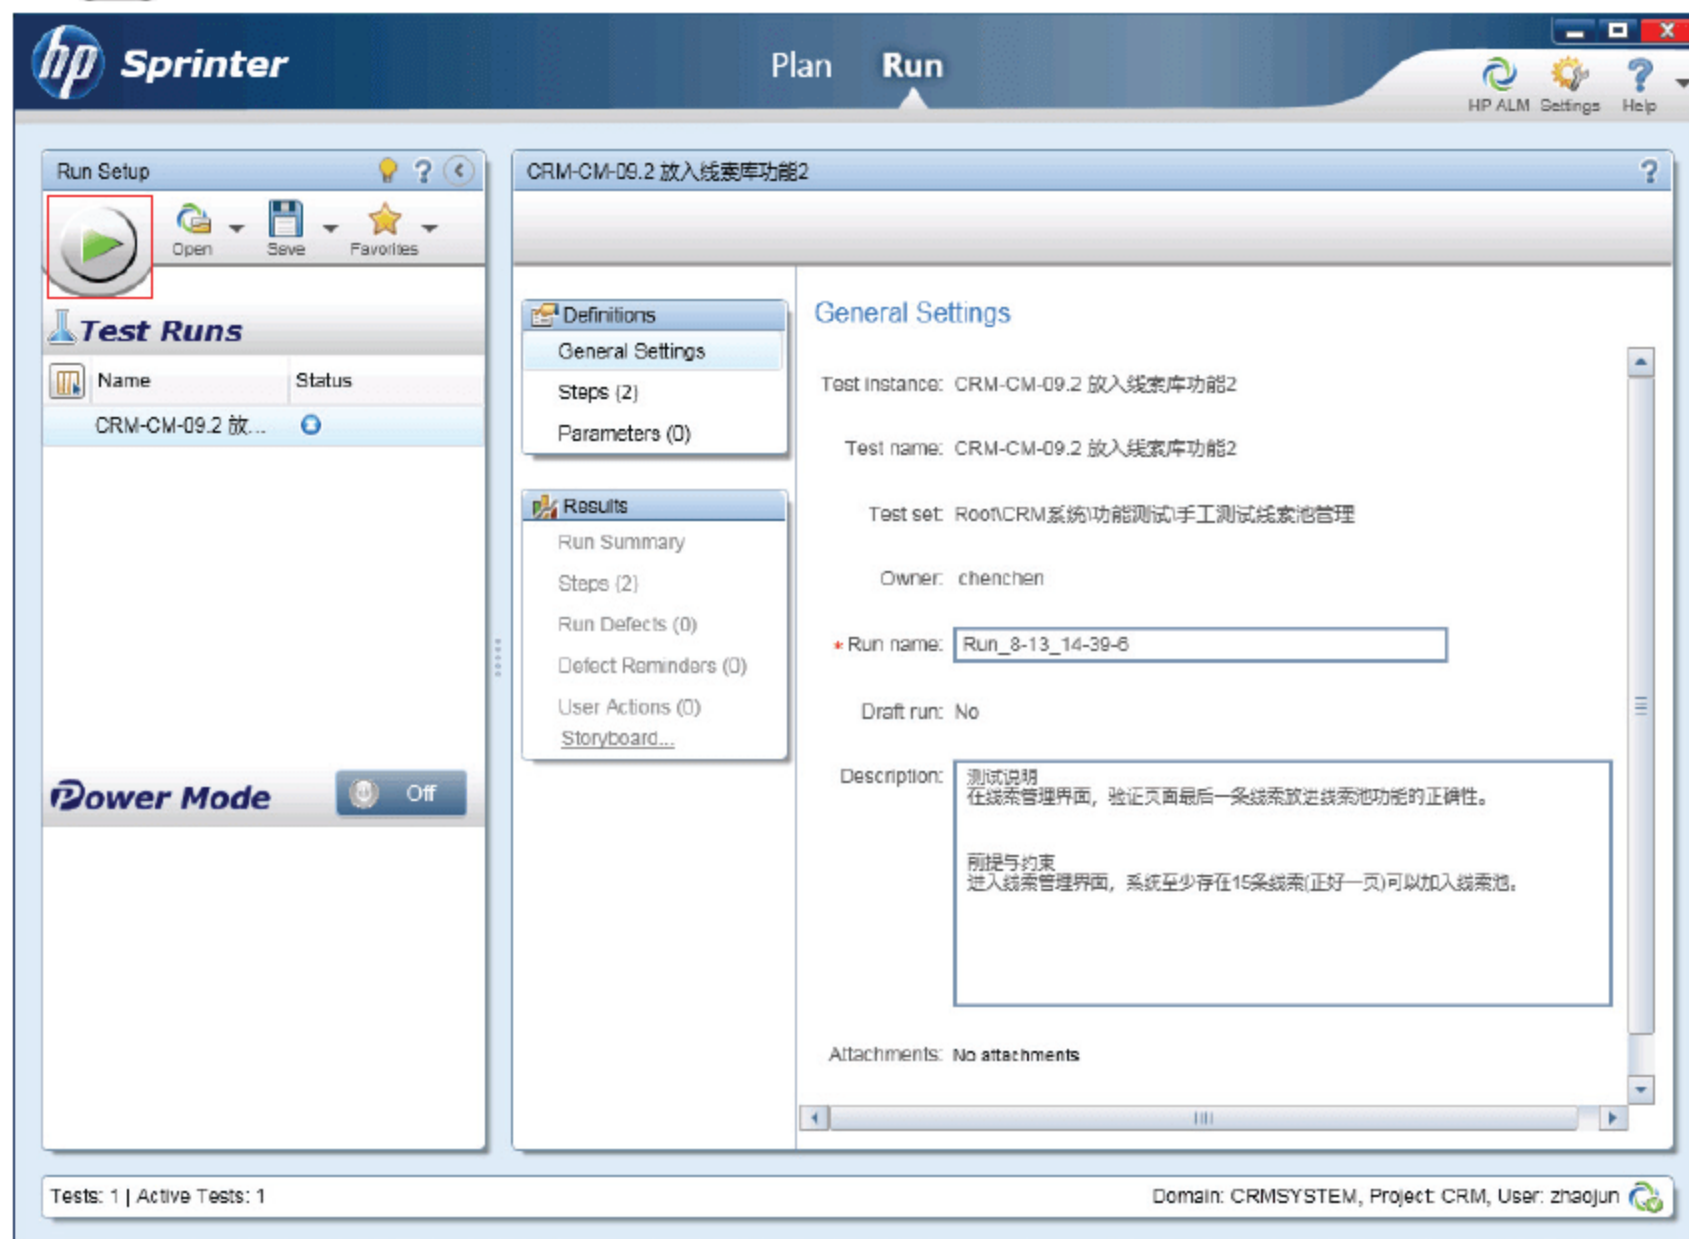 hp Sprinter
Plan Run
HP ALM Settings Help
Run Setup
Open Save Favorites
Test Runs
Name Status
CRM-CM-09.2 放...
Power Mode Off
CRM-CM-09.2 放入线索库功能2
Definitions
General Settings
Steps (2)
Parameters (0)
Results
Run Summary
Steps (2)
Run Defects (0)
Defect Reminders (0)
User Actions (0)
Storyboard...
General Settings
Test instance: CRM-CM-09.2 放入线索库功能2
Test name: CRM-CM-09.2 放入线索库功能2
Test set: Root\CRM系统\功能测试\手工测试线索池管理
Owner: chenchen
* Run name: Run_8-13_14-39-6
Draft run: No
Description: 测试说明
在线索管理界面，验证页面最后一条线索放进线索池功能的正确性。
前提与约束
进入线索管理界面，系统至少存在15条线索(正好一页)可以加入线索池。
Attachments: No attachments
Tests: 1 | Active Tests: 1
Domain: CRMSYSTEM, Project: CRM, User: zhaojun